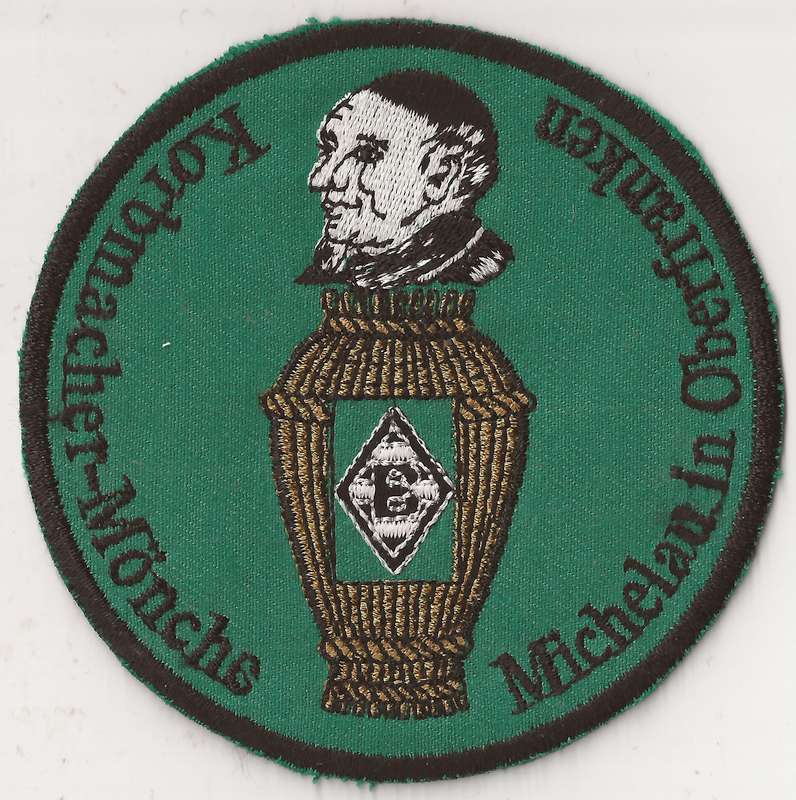 Korbmacher-Mönchs
Michelau.in Oberfranken
B